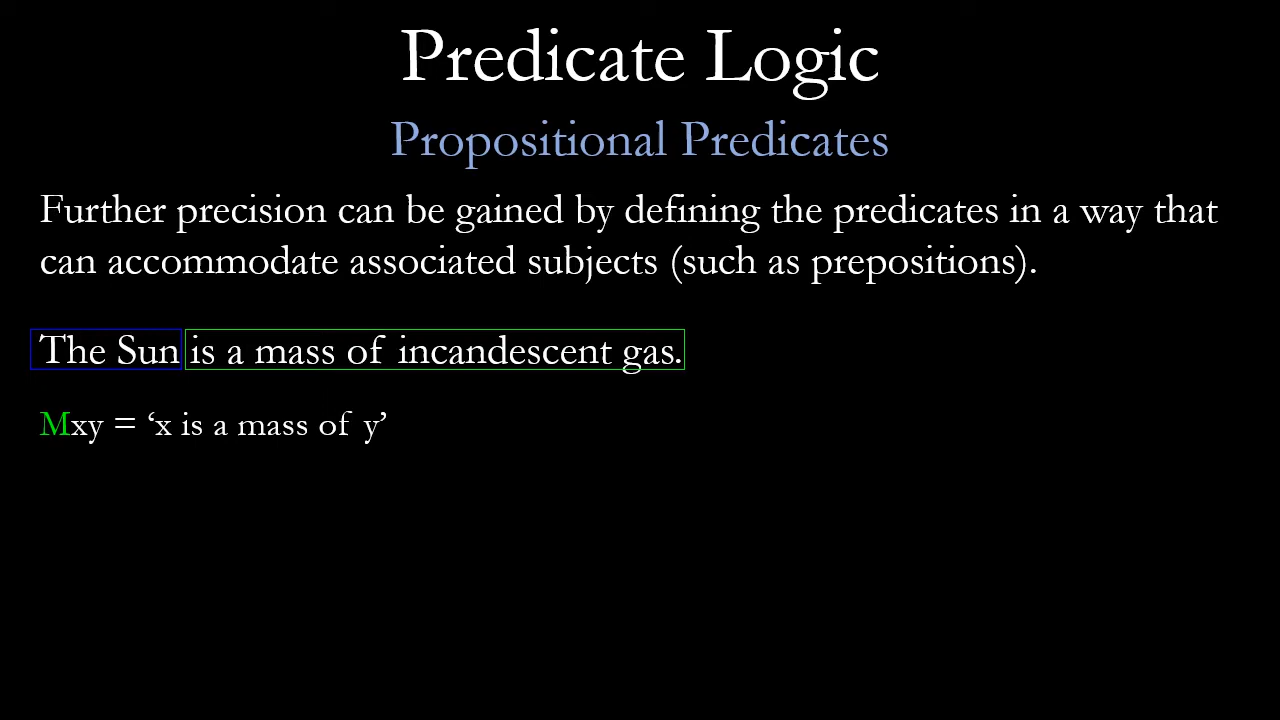 Predicate Logic
Propositional Predicates
Further precision can be gained by defining the predicates in a way that
can accommodate associated subjects (such as prepositions).
The Sun is a mass of incandescent gas.
Mxy = ‘x is a mass of y’